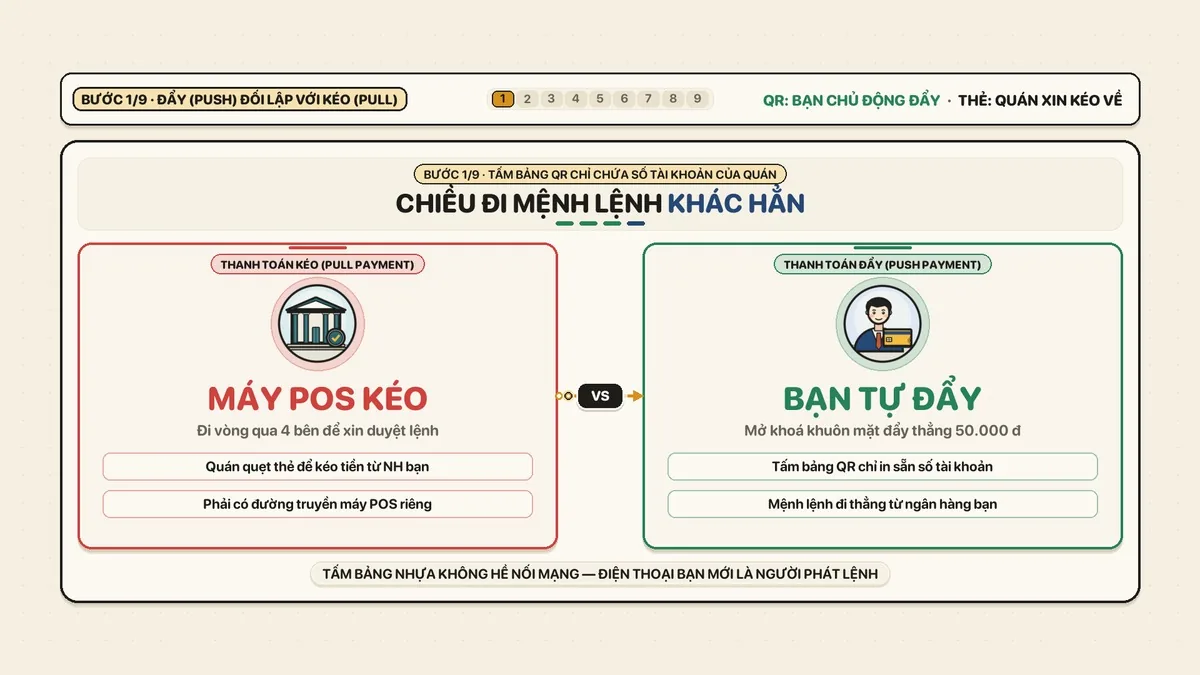 BƯỚC 1/9 · ĐẨY (PUSH) ĐỐI LẬP VỚI KÉO (PULL)
1 2 3 4 5 6 7 8 9
QR: BẠN CHỦ ĐỘNG ĐẨY · THẺ: QUÁN XIN KÉO VỀ
BƯỚC 1/9 · TẤM BẢNG QR CHỈ CHỨA SỐ TÀI KHOẢN CỦA QUÁN
CHIỀU ĐI MỆNH LỆNH KHÁC HẲN
THANH TOÁN KÉO (PULL PAYMENT)
MÁY POS KÉO
Đi vòng qua 4 bên để xin duyệt lệnh
Quán quẹt thẻ để kéo tiền từ NH bạn
Phải có đường truyền máy POS riêng
VS
THANH TOÁN ĐẨY (PUSH PAYMENT)
BẠN TỰ ĐẨY
Mở khoá khuôn mặt đẩy thẳng 50.000 đ
Tấm bảng QR chỉ in sẵn số tài khoản
Mệnh lệnh đi thẳng từ ngân hàng bạn
TẤM BẢNG NHỰA KHÔNG HỀ NỐI MẠNG — ĐIỆN THOẠI BẠN MỚI LÀ NGƯỜI PHÁT LỆNH